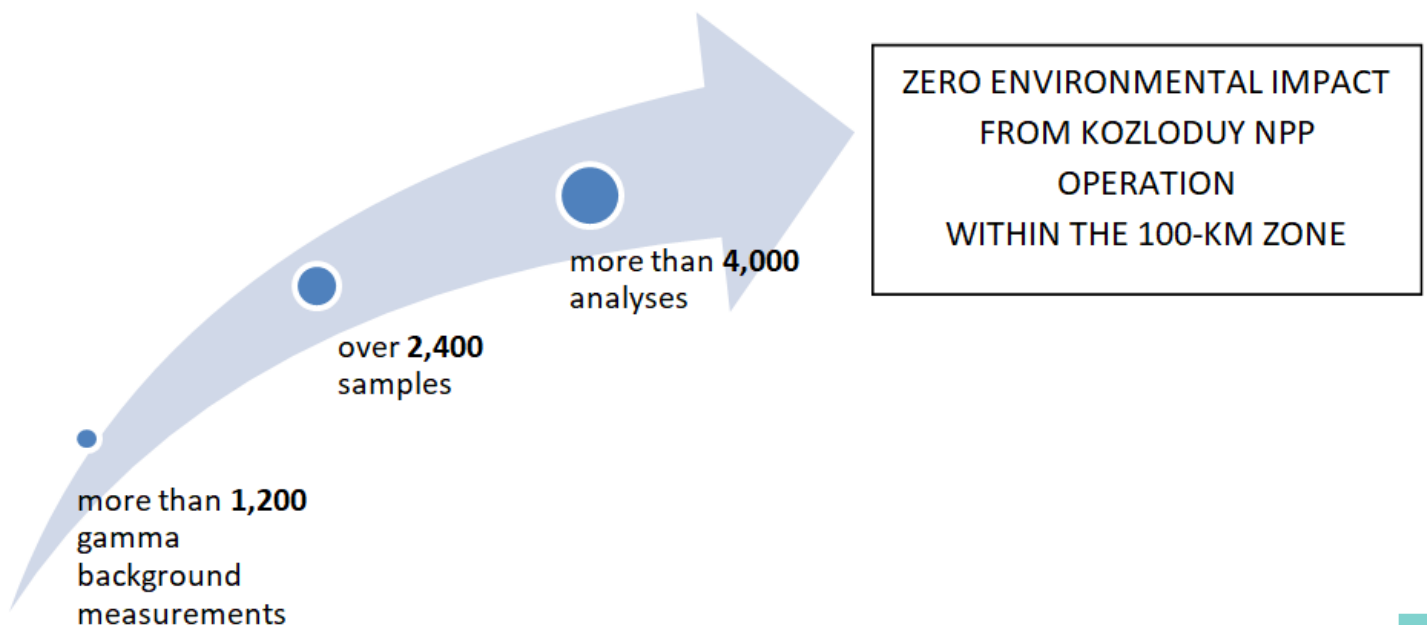 ZERO ENVIRONMENTAL IMPACT
FROM KOZLODUY NPP
OPERATION
WITHIN THE 100-KM ZONE
more than 4,000
analyses
over 2,400
samples
more than 1,200
gamma
background
measurements